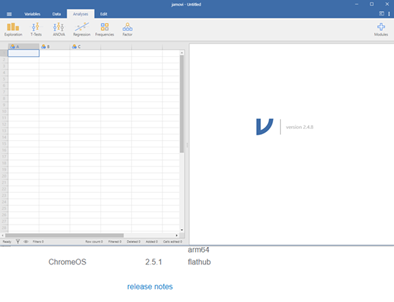 jamovi - Untitled
Variables Data Analyses Edit
Exploration T-Tests ANOVA Regression Frequencies Factor Modules
A B C
version 2.4.8
Ready Filters 0 Row count 0 Filtered 0 Deleted 0 Added 0 Cells edited 0
arm64
ChromeOS 2.5.1 flathub
release notes